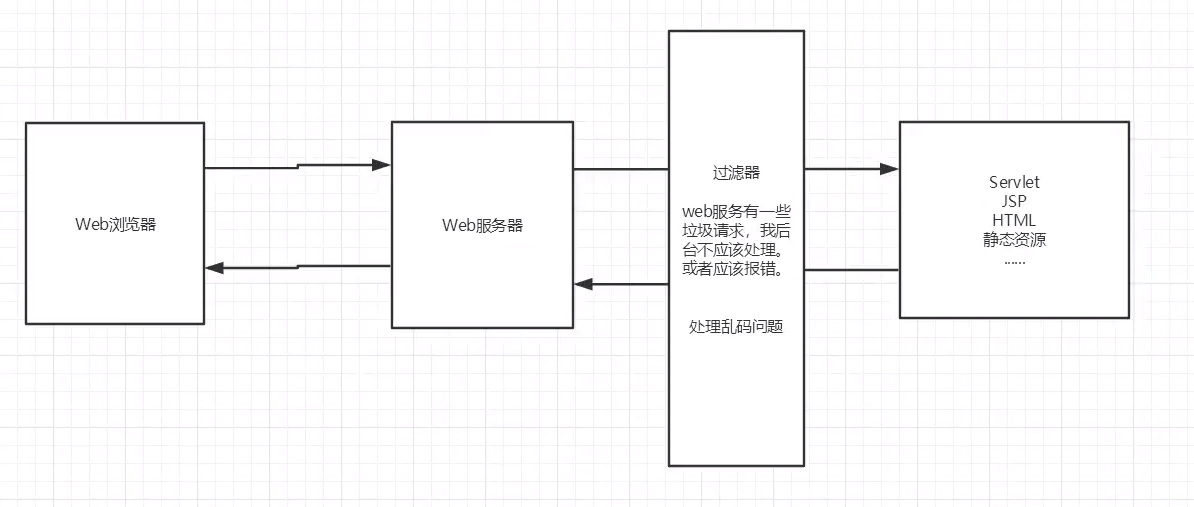 Web浏览器
Web服务器
过滤器
web服务有一些
垃圾请求，我后
台不应该处理。
或者应该报错。
处理乱码问题
Servlet
JSP
HTML
静态资源
......